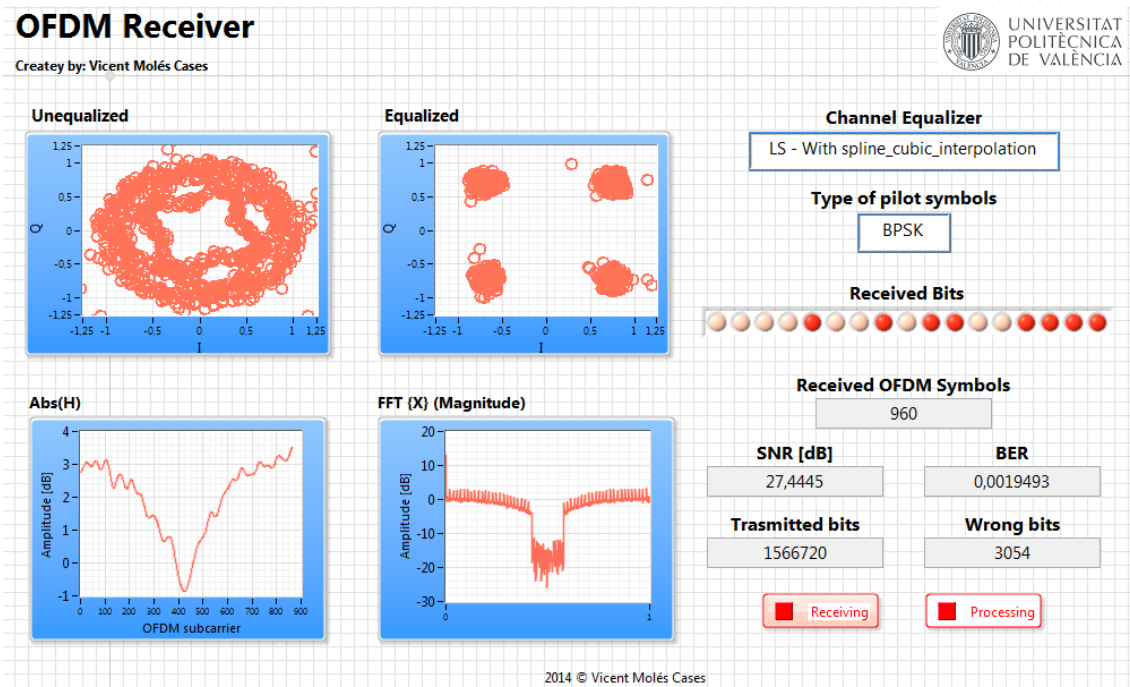 OFDM Receiver
Createy by: Vicent Molés Cases
UNIVERSITAT
POLITÈCNICA
DE VALÈNCIA
Unequalized
1,25
1
0,5
0
-0,5
-1
-1,25
Q
-1,25 -1 -0,5 0 0,5 1 1,25
I
Equalized
1,25
1
0,5
0
-0,5
-1
-1,25
Q
-1,25 -1 -0,5 0 0,5 1 1,25
I
Channel Equalizer
LS - With spline_cubic_interpolation
Type of pilot symbols
BPSK
Received Bits
Abs(H)
4
3
2
1
0
-1
Amplitude [dB]
0 100 200 300 400 500 600 700 800 900
OFDM subcarrier
FFT {X} (Magnitude)
20
10
0
-10
-20
-30
Amplitude [dB]
0 1
Received OFDM Symbols
960
SNR [dB]
27,4445
BER
0,0019493
Trasmitted bits
1566720
Wrong bits
3054
Receiving
Processing
2014 © Vicent Molés Cases